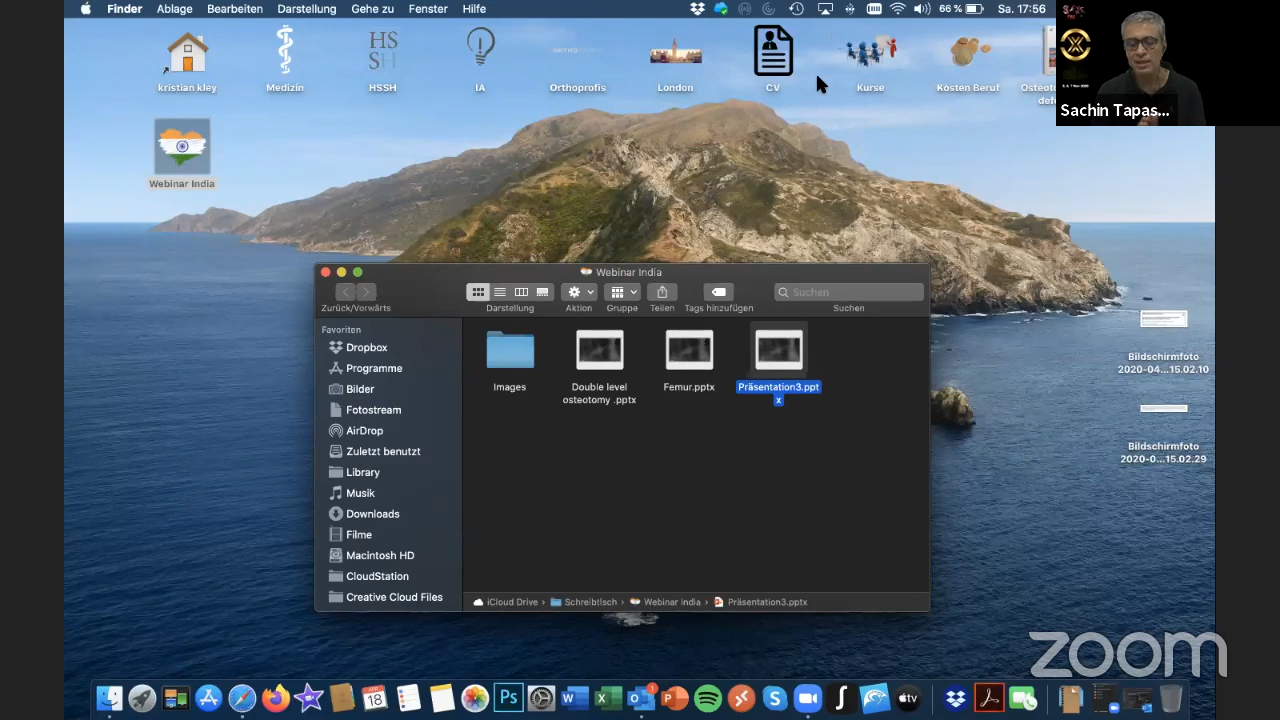 Finder Ablage Bearbeiten Darstellung Gehe zu Fenster Hilfe 66 % Sa. 17:56
HS
SH
kristian kley Medizin HSSH IA Orthoprofis London CV Kurse Kosten Beruf
Sachin Tapas...
Webinar India
Webinar India
Suchen
Zurück/Vorwärts Darstellung Aktion Gruppe Teilen Tags hinzufügen Suchen
Favoriten
Dropbox
Programme
Bilder
Fotostream
AirDrop
Zuletzt benutzt
Library
Musik
Downloads
Filme
Macintosh HD
CloudStation
Creative Cloud Files
Images
Double level
osteotomy .pptx
Femur.pptx
Präsentation3.ppt
x
iCloud Drive › Schreibtisch › Webinar India › Präsentation3.pptx
Bildschirmfoto
2020-04...15.02.10
Bildschirmfoto
2020-0...15.02.29
zoom
APR
18
Ps
W
X
1
P
S
tv